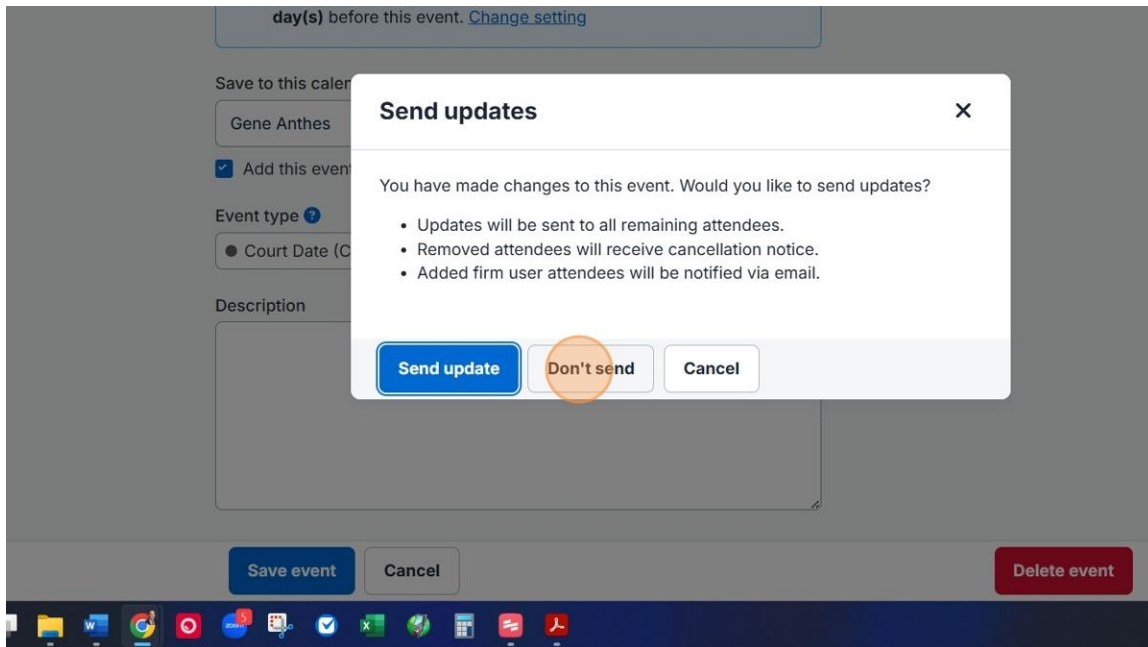 day(s) before this event. Change setting
Save to this calen
Gene Anthes
Add this event
Event type ?
Court Date (C
Description
Send updates
You have made changes to this event. Would you like to send updates?
• Updates will be sent to all remaining attendees.
• Removed attendees will receive cancellation notice.
• Added firm user attendees will be notified via email.
Send update Don't send Cancel
Save event Cancel Delete event
W zoom 5 X